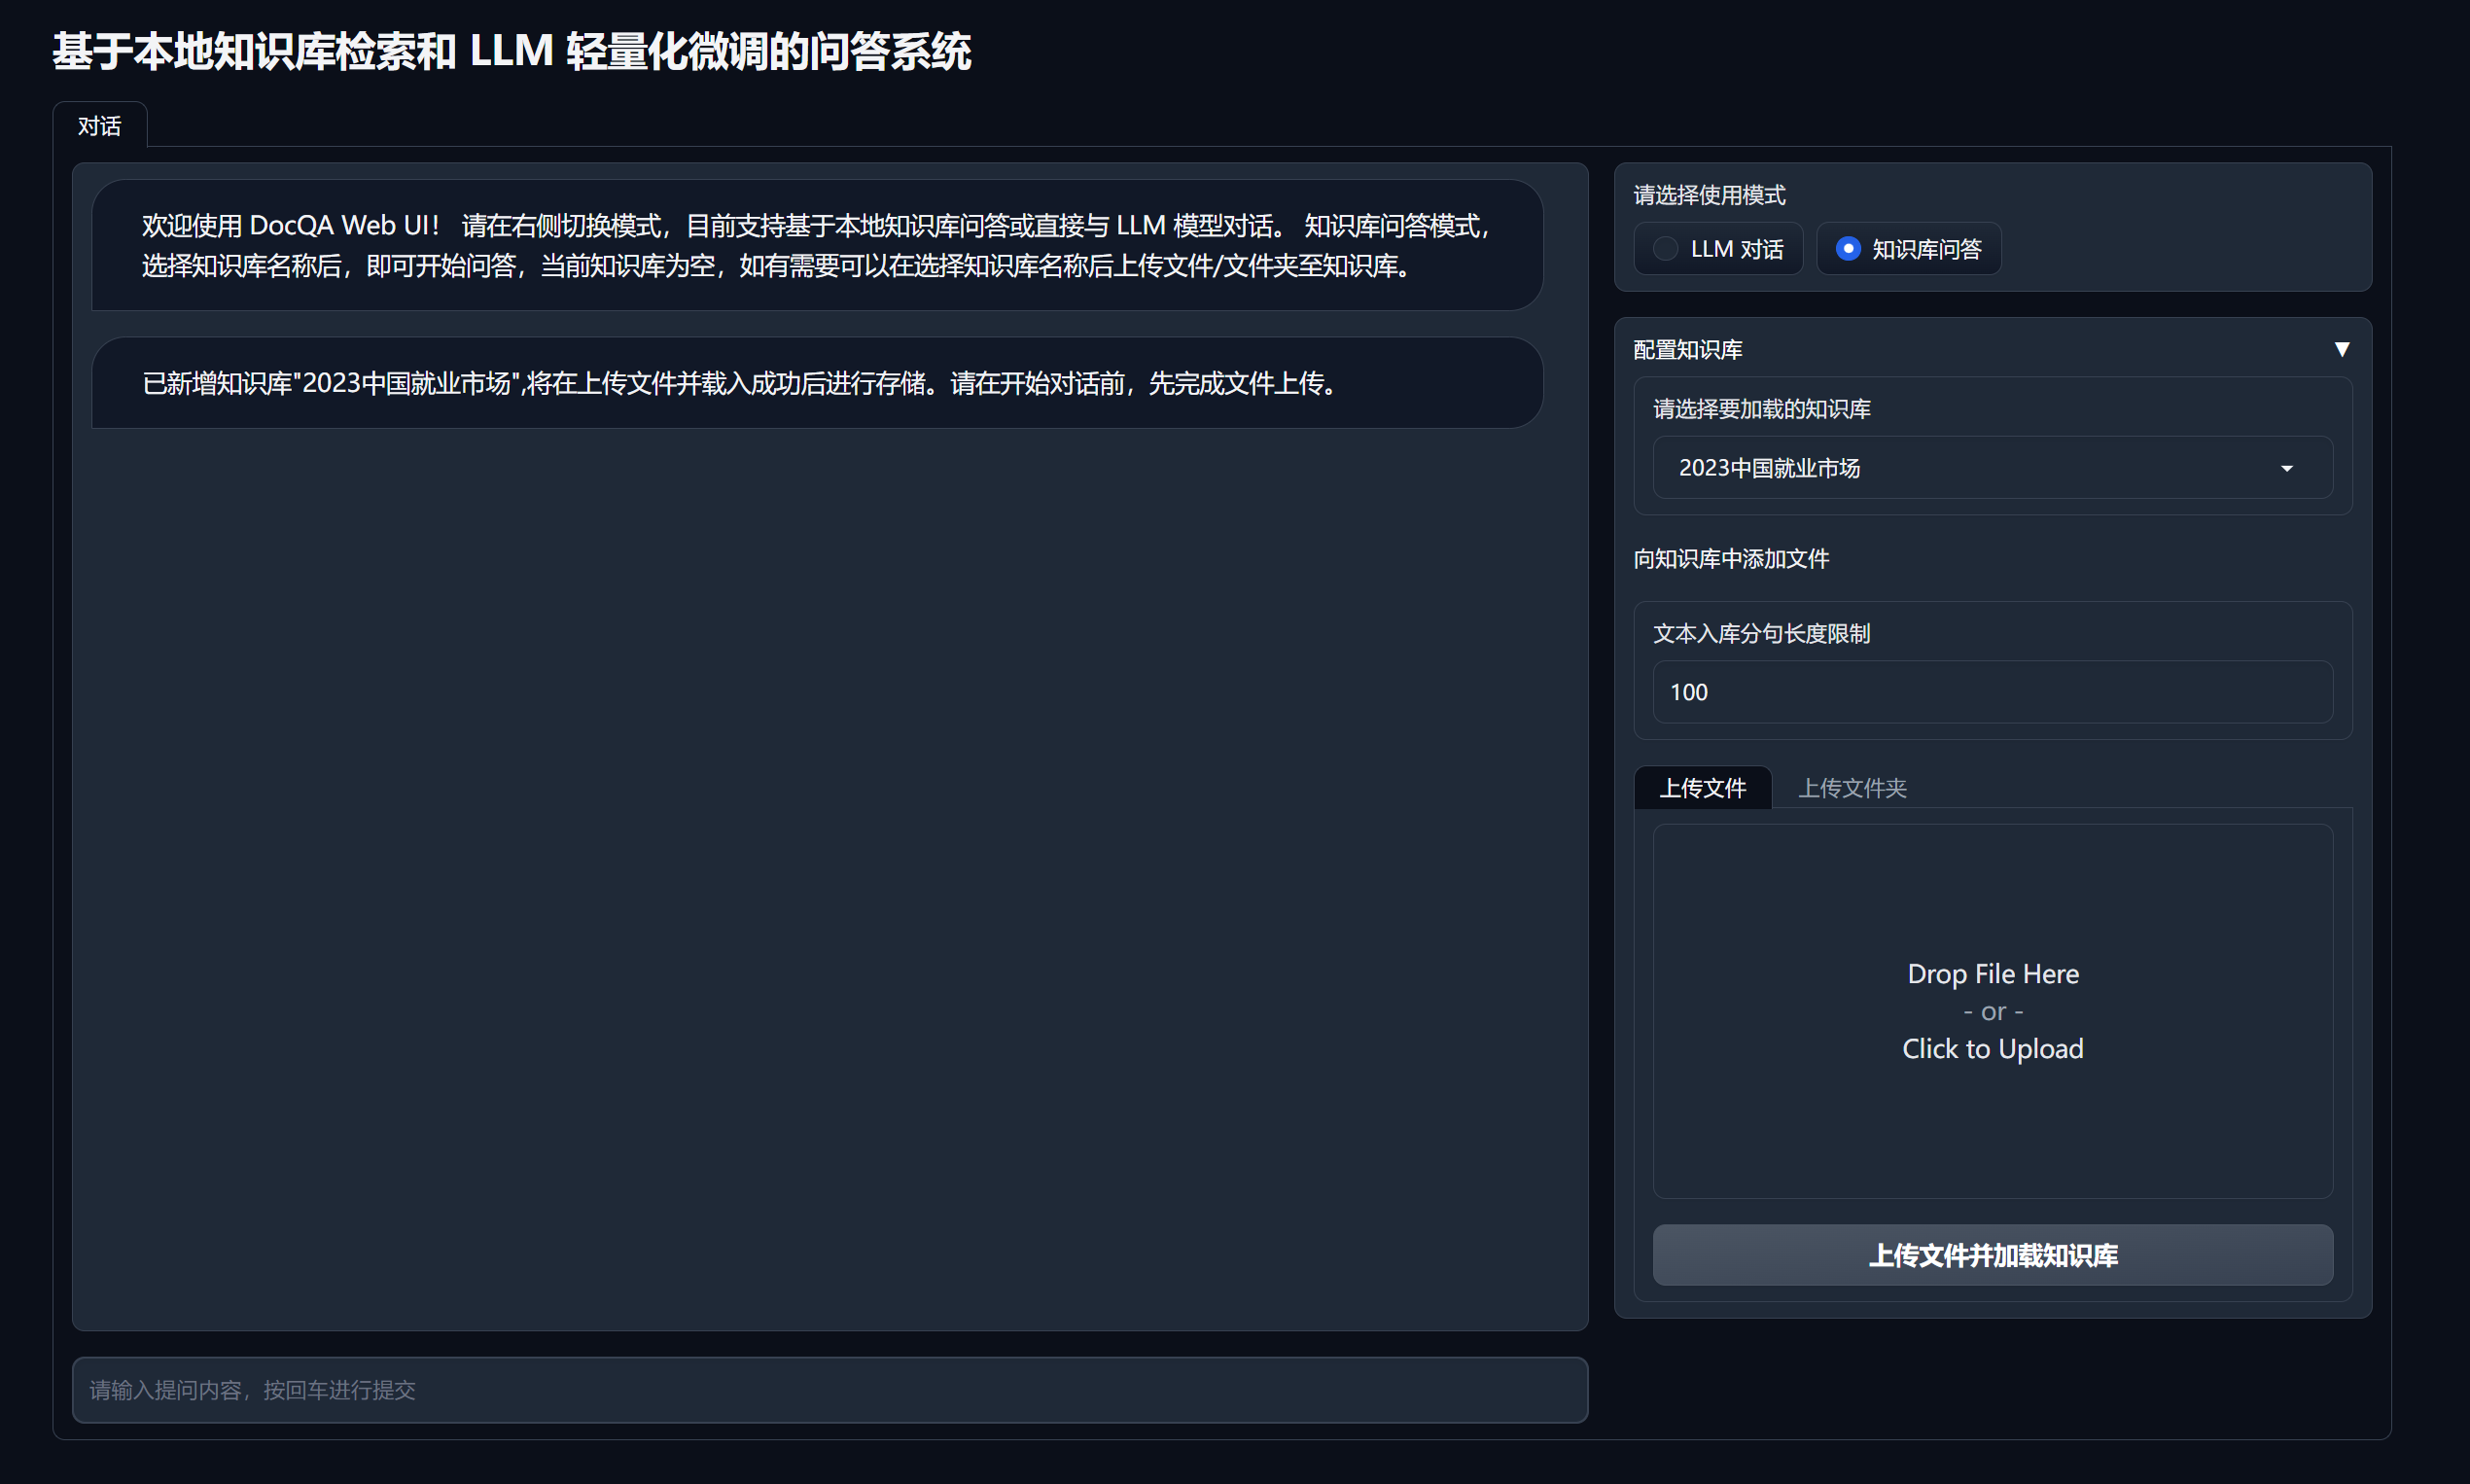 基于本地知识库检索和 LLM 轻量化微调的问答系统
对话
欢迎使用 DocQA Web UI！ 请在右侧切换模式，目前支持基于本地知识库问答或直接与 LLM 模型对话。 知识库问答模式，
选择知识库名称后，即可开始问答，当前知识库为空，如有需要可以在选择知识库名称后上传文件/文件夹至知识库。
已新增知识库"2023中国就业市场",将在上传文件并载入成功后进行存储。请在开始对话前，先完成文件上传。
请输入提问内容，按回车进行提交
请选择使用模式
LLM 对话
知识库问答
配置知识库
▼
请选择要加载的知识库
2023中国就业市场
向知识库中添加文件
文本入库分句长度限制
100
上传文件
上传文件夹
Drop File Here
- or -
Click to Upload
上传文件并加载知识库